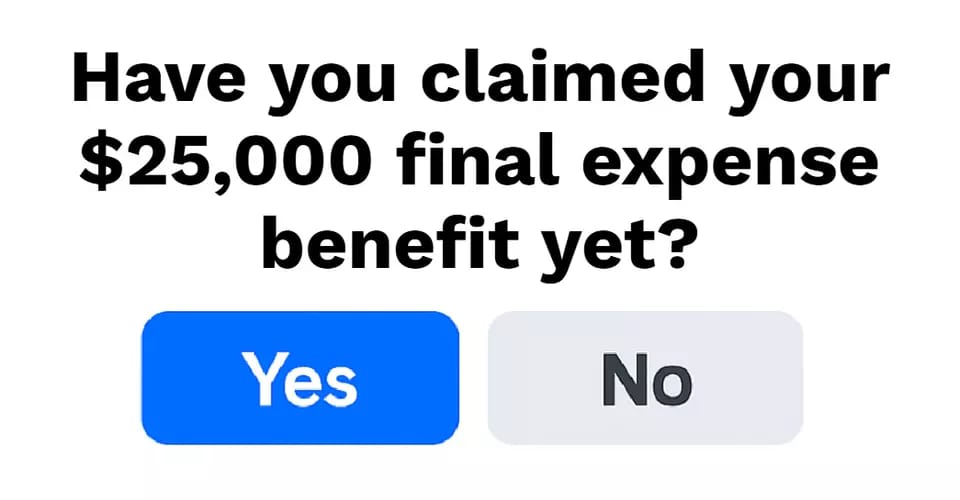 Have you claimed your
$25,000 final expense
benefit yet?
Yes
No